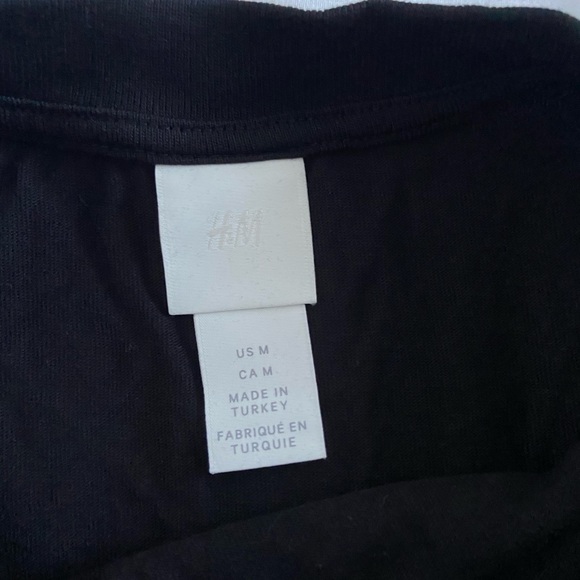 H&M
US M
CA M
MADE IN
TURKEY
FABRIQUÉ EN
TURQUIE